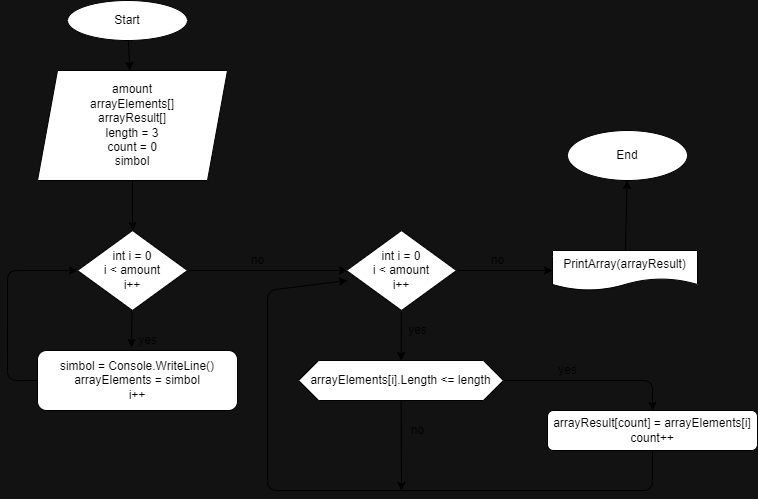 Start
amount
arrayElements[]
arrayResult[]
length = 3
count = 0
simbol
End
int i = 0
i < amount
i++
no
int i = 0
i < amount
i++
no
PrintArray(arrayResult)
yes
simbol = Console.WriteLine()
arrayElements = simbol
i++
yes
arrayElements[i].Length <= length
yes
no
arrayResult[count] = arrayElements[i]
count++